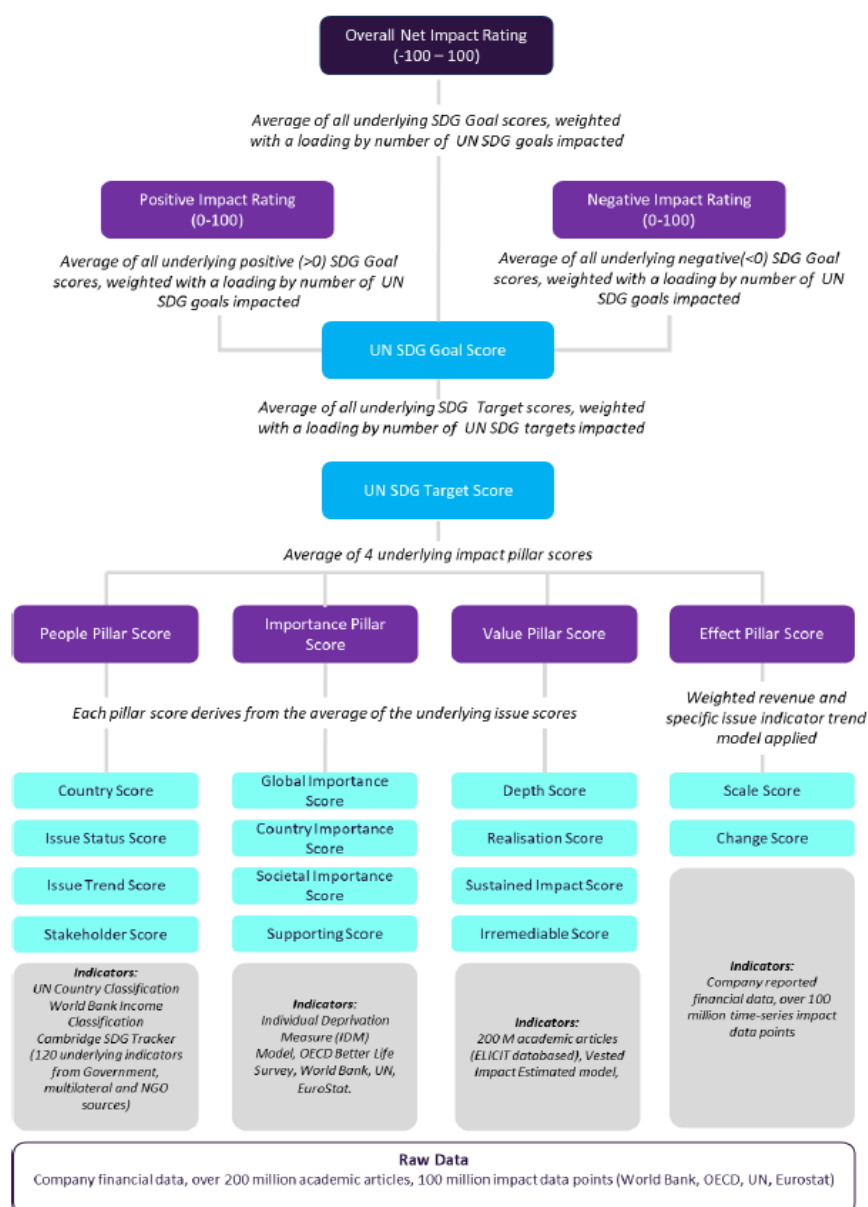 Overall Net Impact Rating
(-100 – 100)
Average of all underlying SDG Goal scores, weighted
with a loading by number of UN SDG goals impacted
Positive Impact Rating
(0-100)
Negative Impact Rating
(0-100)
Average of all underlying positive (>0) SDG Goal
scores, weighted with a loading by number of UN
SDG goals impacted
Average of all underlying negative(<0) SDG Goal
scores, weighted with a loading by number of UN
SDG goals impacted
UN SDG Goal Score
Average of all underlying SDG Target scores, weighted
with a loading by number of UN SDG targets impacted
UN SDG Target Score
Average of 4 underlying impact pillar scores
People Pillar Score
Importance Pillar
Score
Value Pillar Score
Effect Pillar Score
Each pillar score derives from the average of the underlying issue scores
Weighted revenue and
specific issue indicator trend
model applied
Country Score
Issue Status Score
Issue Trend Score
Stakeholder Score
Indicators:
UN Country Classification
World Bank Income
Classification
Cambridge SDG Tracker
(120 underlying indicators
from Government,
multilateral and NGO
sources)
Global Importance
Score
Country Importance
Score
Societal Importance
Score
Supporting Score
Indicators:
Individual Deprivation
Measure (IDM)
Model, OECD Better Life
Survey, World Bank, UN,
EuroStat.
Depth Score
Realisation Score
Sustained Impact Score
Irremediable Score
Indicators:
200 M academic articles
(ELICIT databased), Vested
Impact Estimated model,
Scale Score
Change Score
Indicators:
Company reported
financial data, over 100
million time-series impact
data points
Raw Data
Company financial data, over 200 million academic articles, 100 million impact data points (World Bank, OECD, UN, Eurostat)